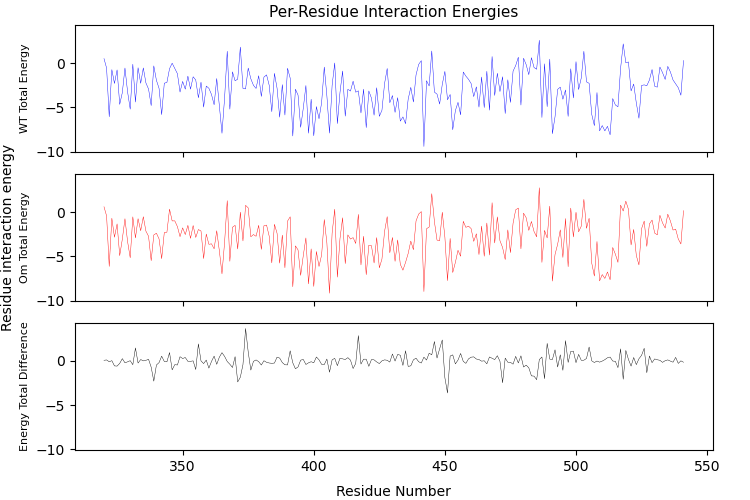 Per-Residue Interaction Energies
Residue interaction energy
WT Total Energy
0
−5
−10
Om Total Energy
0
−5
−10
Energy Total Difference
0
−5
−10
350 400 450 500 550
Residue Number